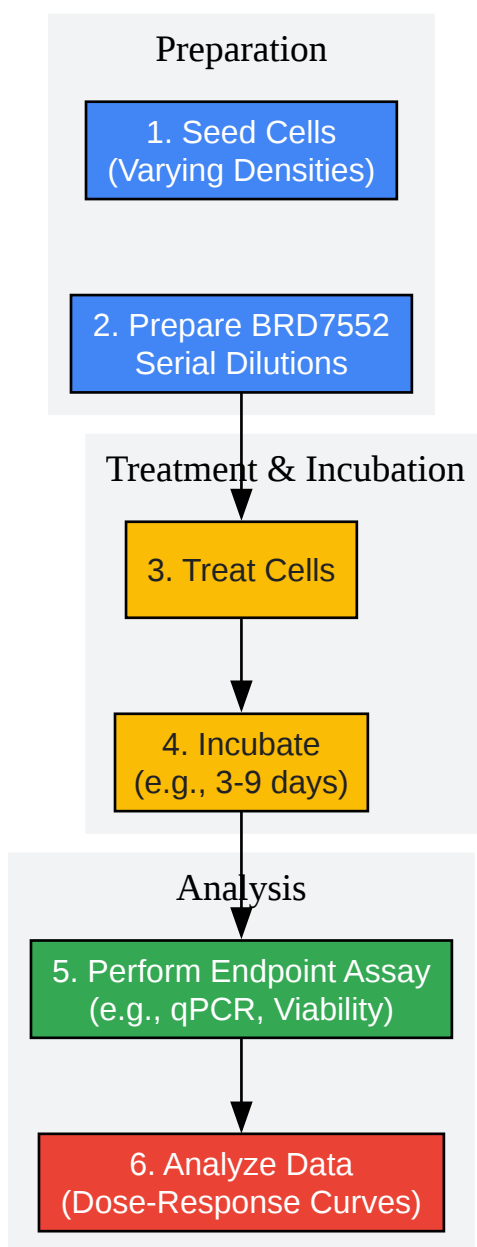 Preparation
1. Seed Cells
(Varying Densities)
2. Prepare BRD7552
Serial Dilutions
Treatment & Incubation
3. Treat Cells
4. Incubate
(e.g., 3-9 days)
Analysis
5. Perform Endpoint Assay
(e.g., qPCR, Viability)
6. Analyze Data
(Dose-Response Curves)